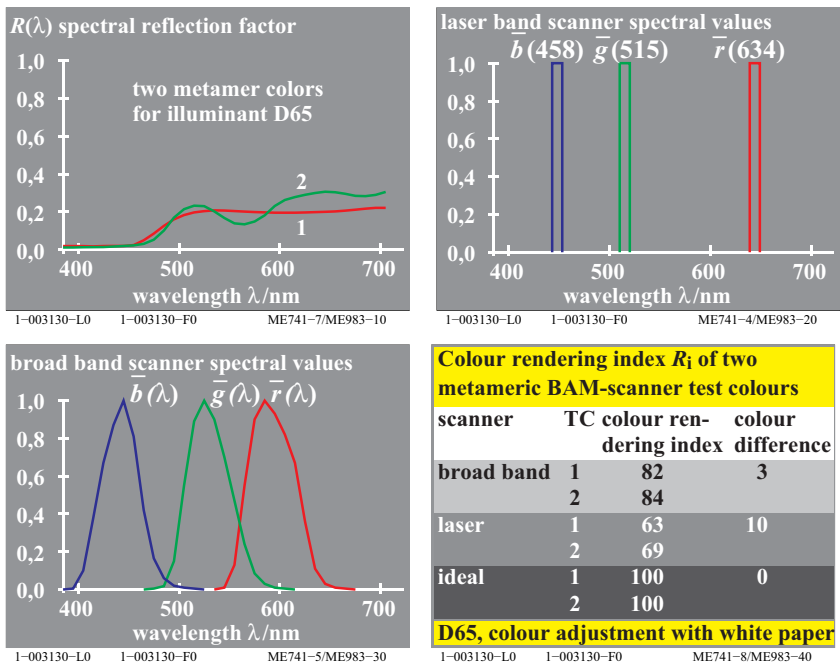 R(λ) spectral reflection factor
1,0
two metamer colors
0,8
for illuminant D65
0,6
0,4
2
0,2
1
0,0
400 500 600 700
wavelength λ/nm
1–003130–L0 1–003130–F0 ME741–7/ME983–10
laser band scanner spectral values
b̅(458) g̅(515) r̅(634)
1,0
0,8
0,6
0,4
0,2
0,0
400 500 600 700
wavelength λ/nm
1–003130–L0 1–003130–F0 ME741–4/ME983–20
broad band scanner spectral values
b̅(λ) g̅(λ) r̅(λ)
1,0
0,8
0,6
0,4
0,2
0,0
400 500 600 700
wavelength λ/nm
1–003130–L0 1–003130–F0 ME741–5/ME983–30
Colour rendering index Ri of two
metameric BAM–scanner test colours
scanner TC colour ren– colour
dering index difference
broad band 1 82 3
2 84
laser 1 63 10
2 69
ideal 1 100 0
2 100
D65, colour adjustment with white paper
1–003130–L0 1–003130–F0 ME741–8/ME983–40